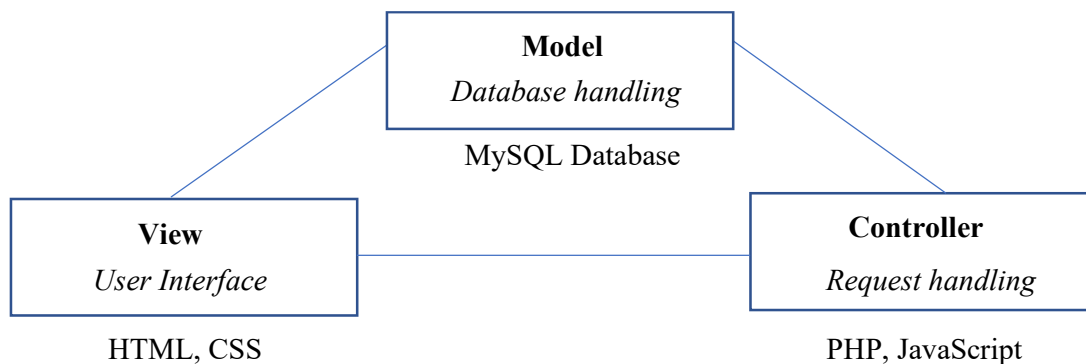 Model
Database handling
MySQL Database
View
User Interface
HTML, CSS
Controller
Request handling
PHP, JavaScript